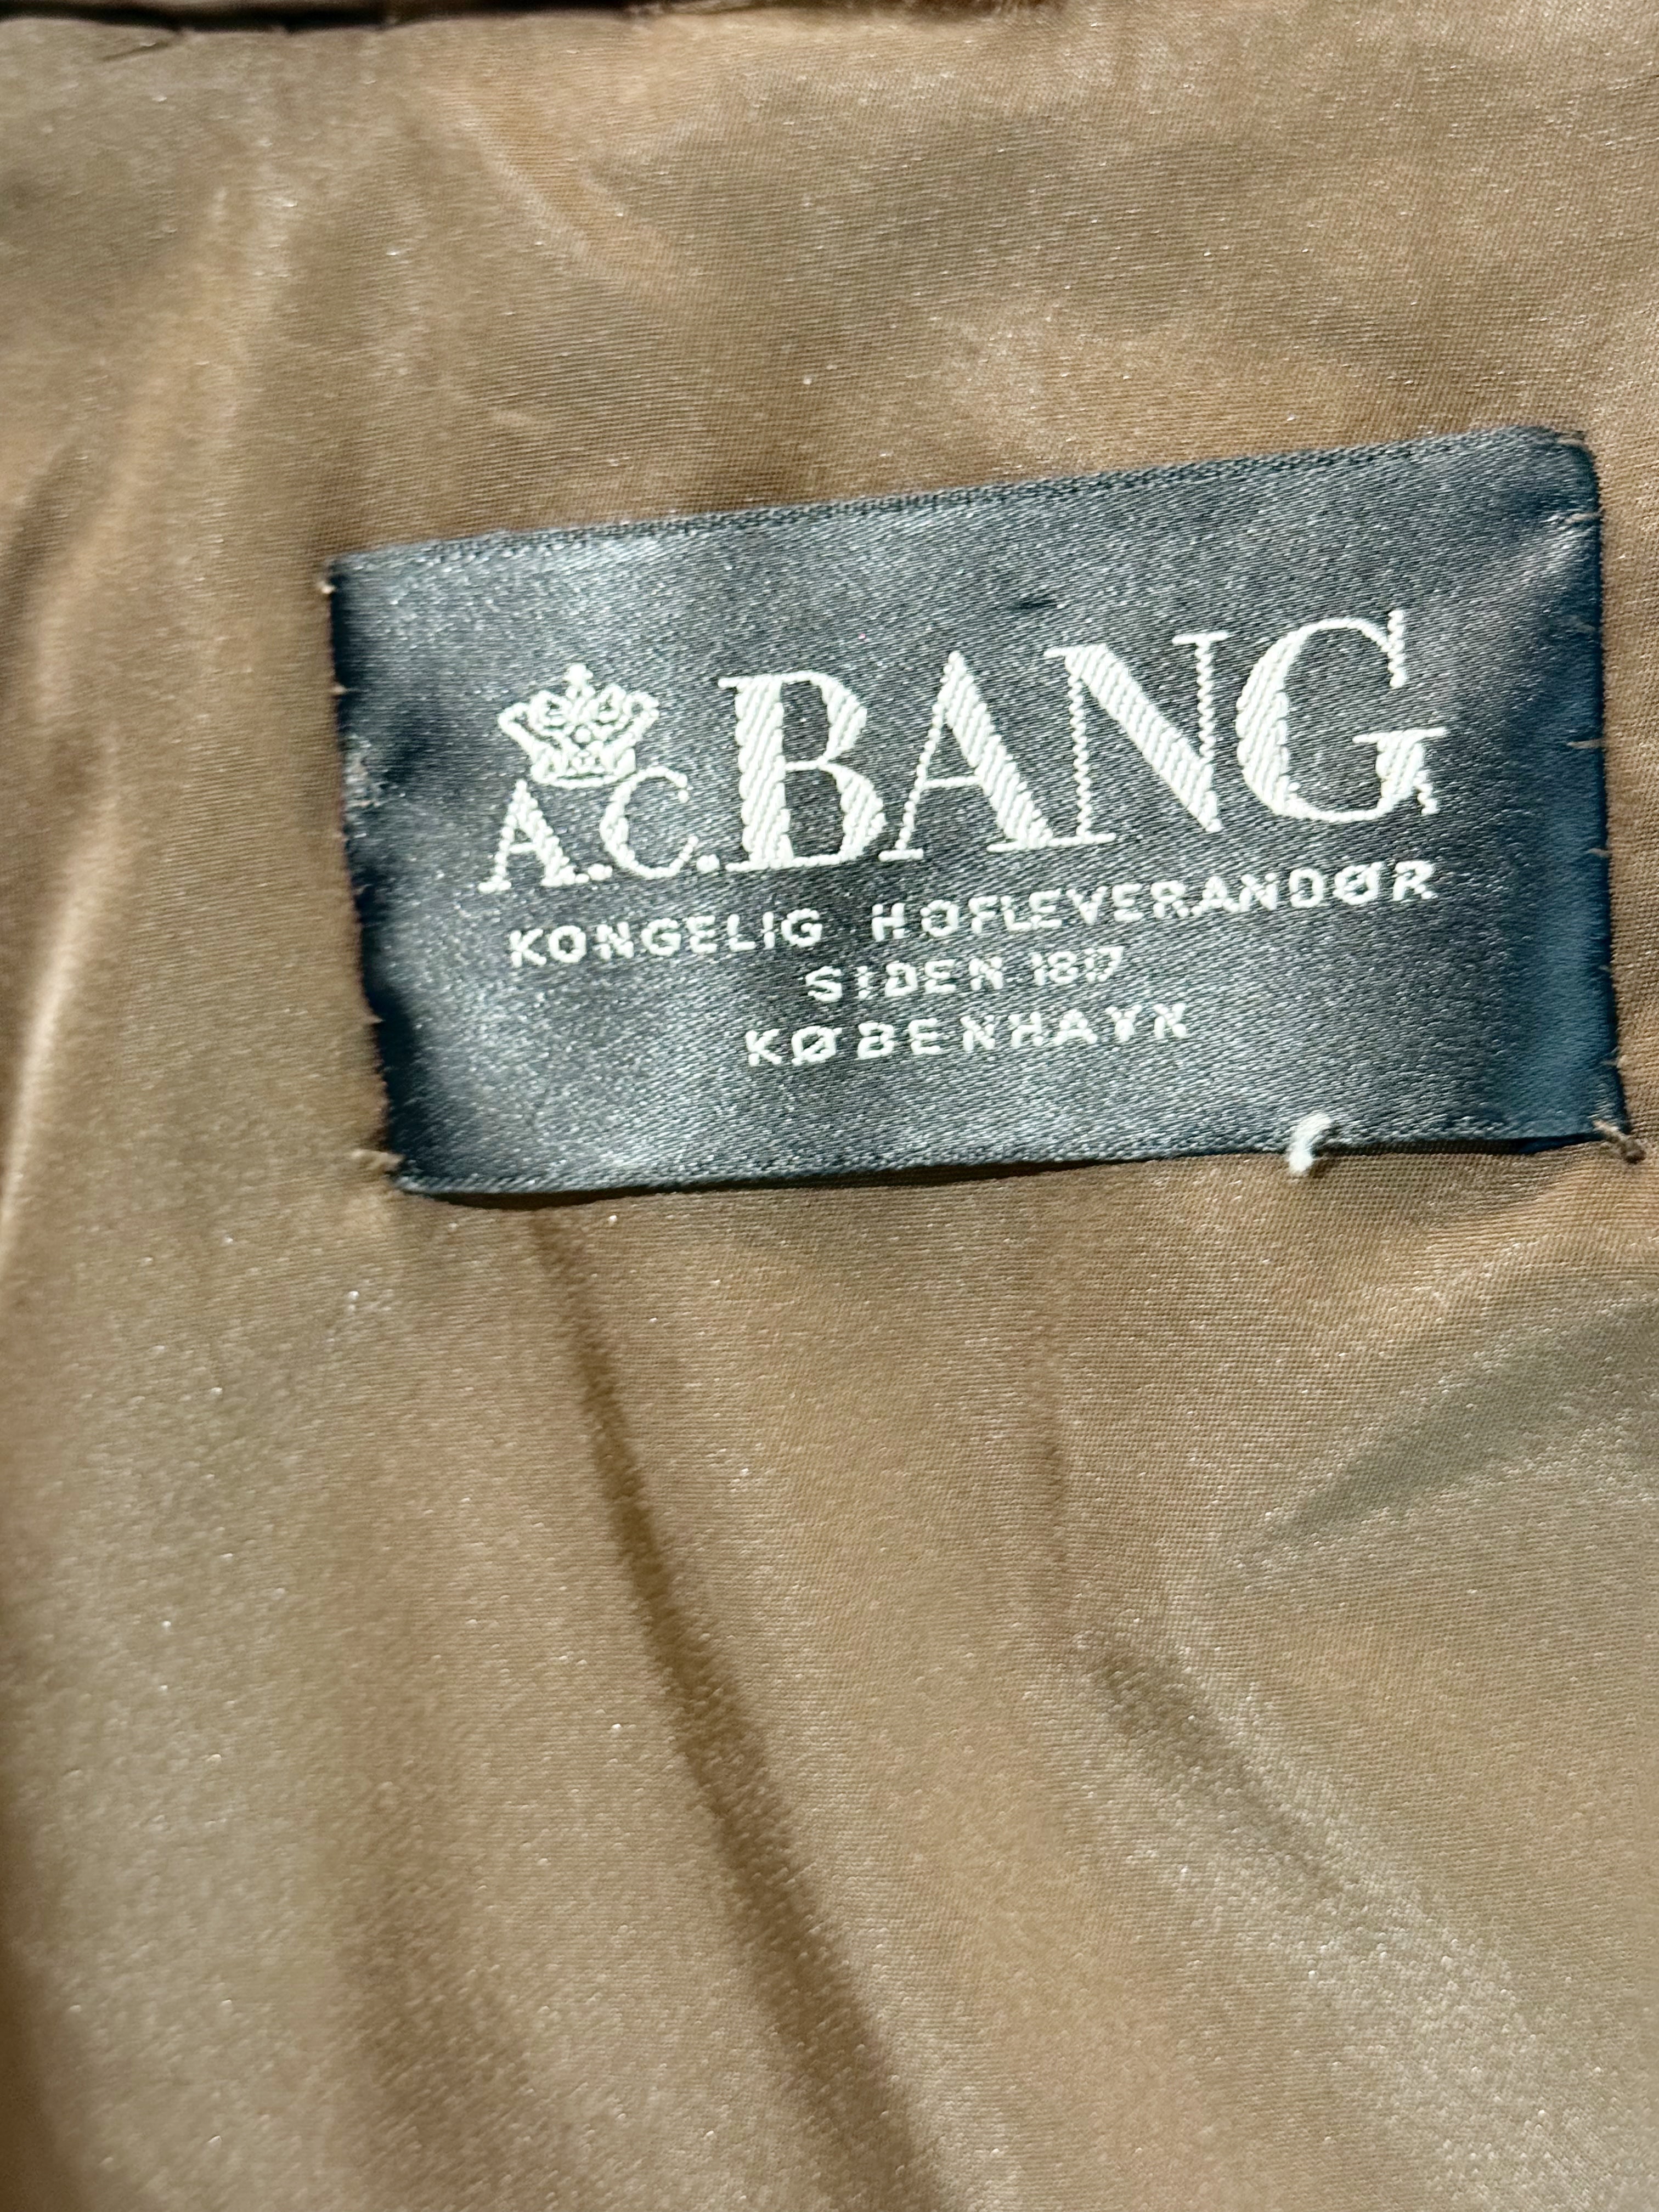 A.C. BANG
KONGELIG HOFLEVERANDØR
SIDEN 1817
KØBENHAVN